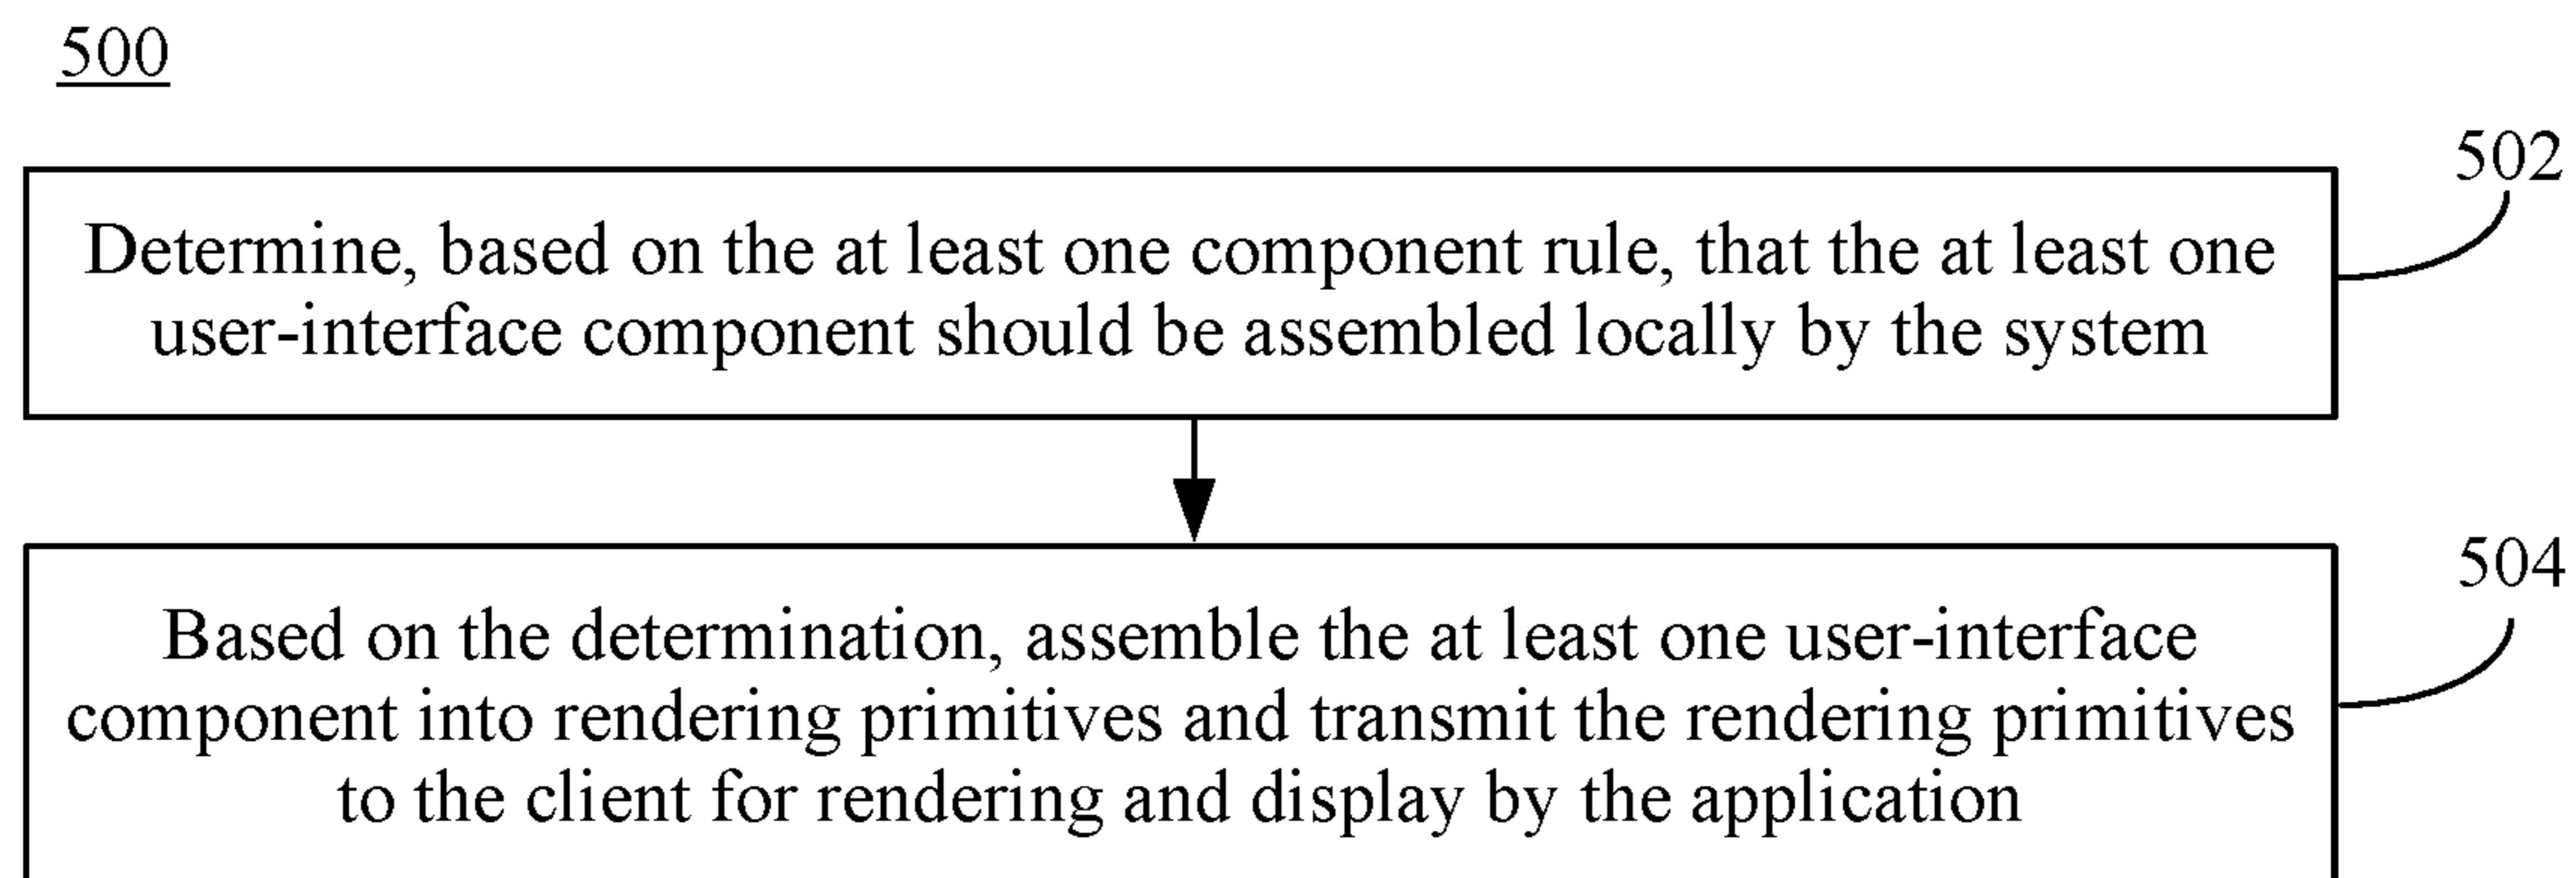 500
502
Determine, based on the at least one component rule, that the at least one
user-interface component should be assembled locally by the system
504
Based on the determination, assemble the at least one user-interface
component into rendering primitives and transmit the rendering primitives
to the client for rendering and display by the application